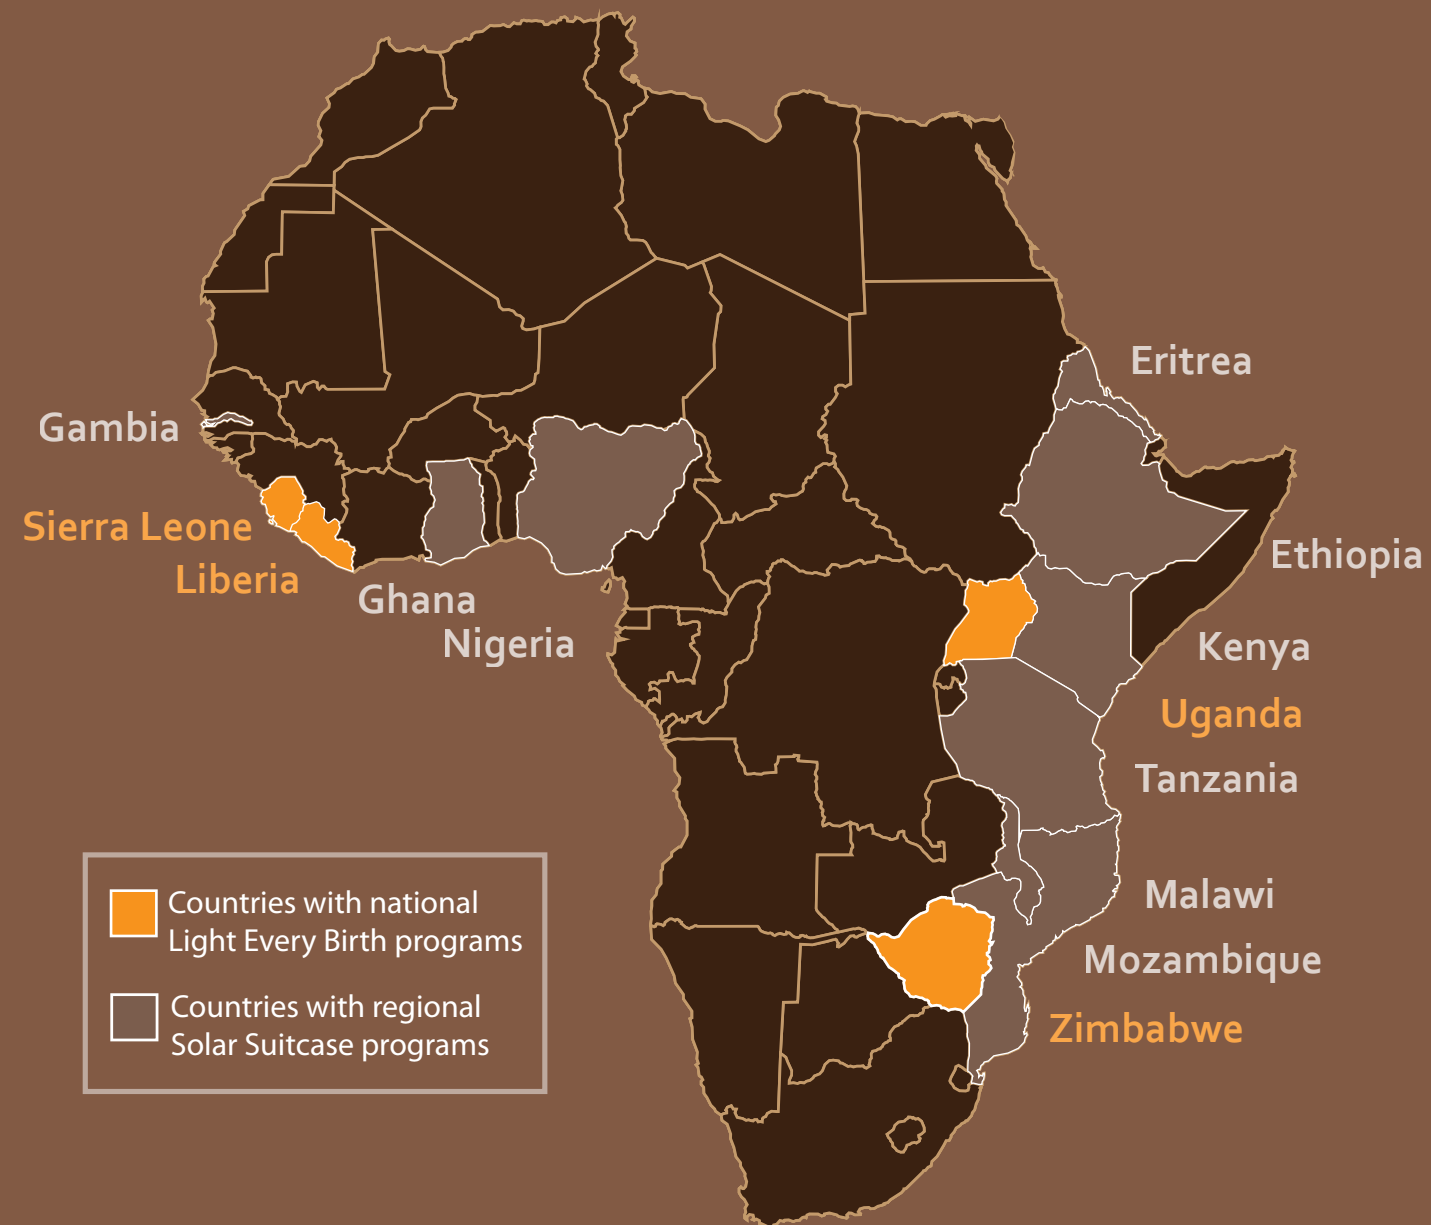 Eritrea
Gambia
Sierra Leone
Liberia
Ghana
Nigeria
Ethiopia
Kenya
Uganda
Tanzania
Malawi
Mozambique
Zimbabwe
Countries with national
Light Every Birth programs
Countries with regional
Solar Suitcase programs